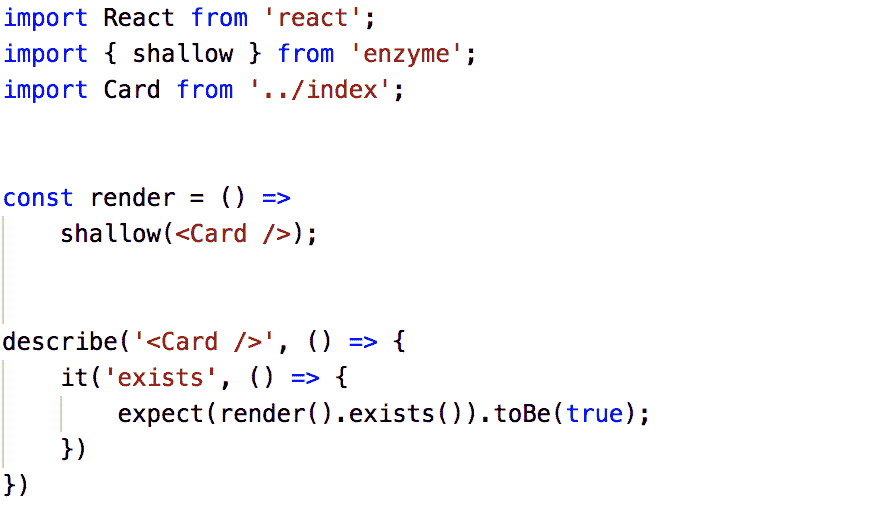 import React from 'react';
import { shallow } from 'enzyme';
import Card from '../index';
const render = () =>
    shallow(<Card />);
describe('<Card />', () => {
    it('exists', () => {
        expect(render().exists()).toBe(true);
    })
})